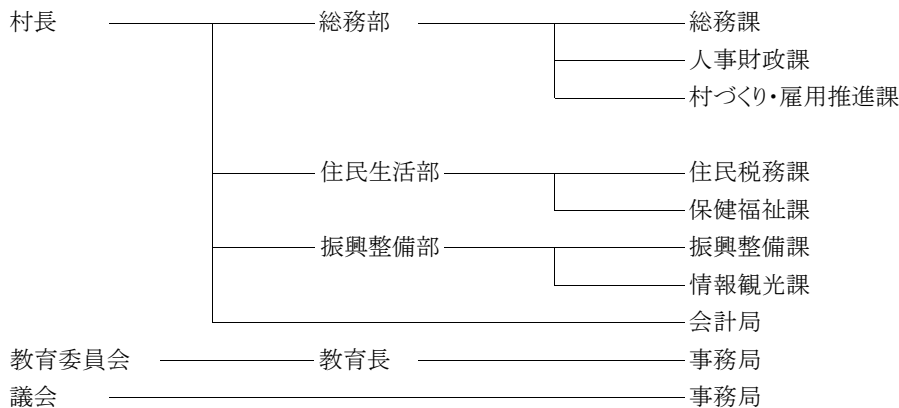 村長 総務部 総務課
人事財政課
村づくり・雇用推進課
住民生活部 住民税務課
保健福祉課
振興整備部 振興整備課
情報観光課
会計局
教育委員会 教育長 事務局
議会 事務局